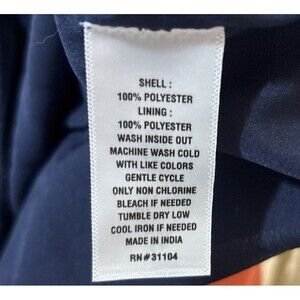 SHELL :
100% POLYESTER
LINING :
100% POLYESTER
WASH INSIDE OUT
MACHINE WASH COLD
WITH LIKE COLORS
GENTLE CYCLE
ONLY NON CHLORINE
BLEACH IF NEEDED
TUMBLE DRY LOW
COOL IRON IF NEEDED
MADE IN INDIA
RN#31104